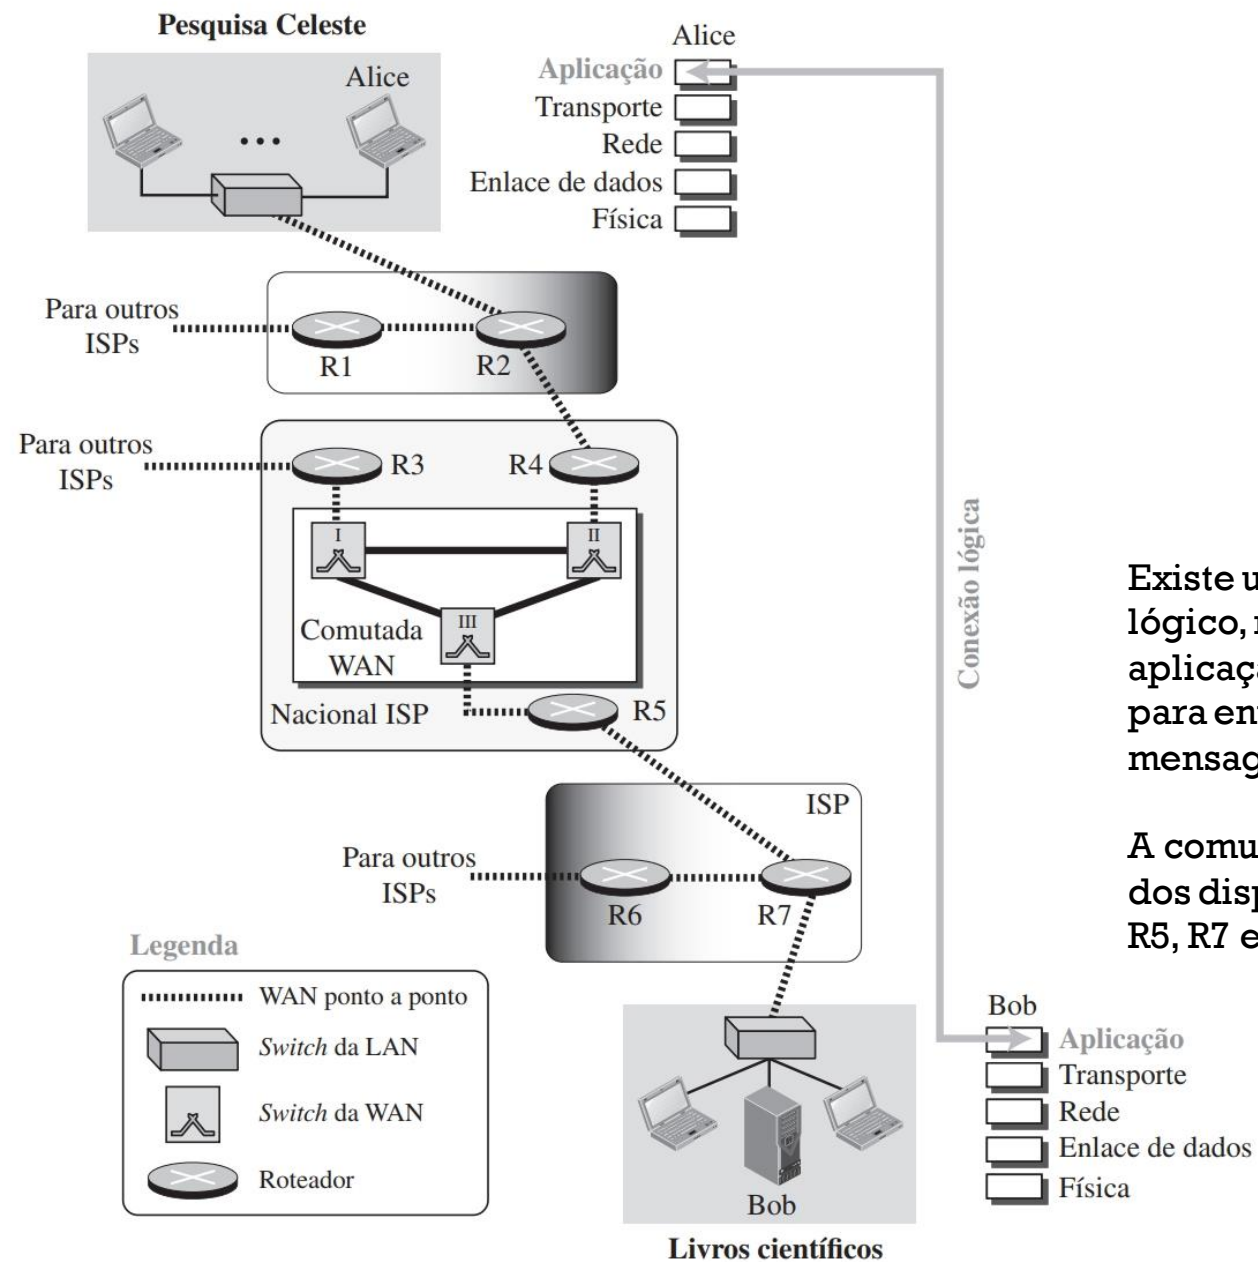 Pesquisa Celeste
Alice
Alice
Aplicação
Transporte
Rede
Enlace de dados
Física
Para outros
ISPs
R1
R2
Para outros
ISPs
R3
R4
I
II
III
Comutada
WAN
Nacional ISP
R5
Conexão lógica
Existe u
lógico, 
aplicaç
para en
mensag
A comu
dos disp
R5, R7 e
ISP
Para outros
ISPs
R6
R7
Legenda
WAN ponto a ponto
Switch da LAN
Switch da WAN
Roteador
Bob
Livros científicos
Bob
Aplicação
Transporte
Rede
Enlace de dados
Física